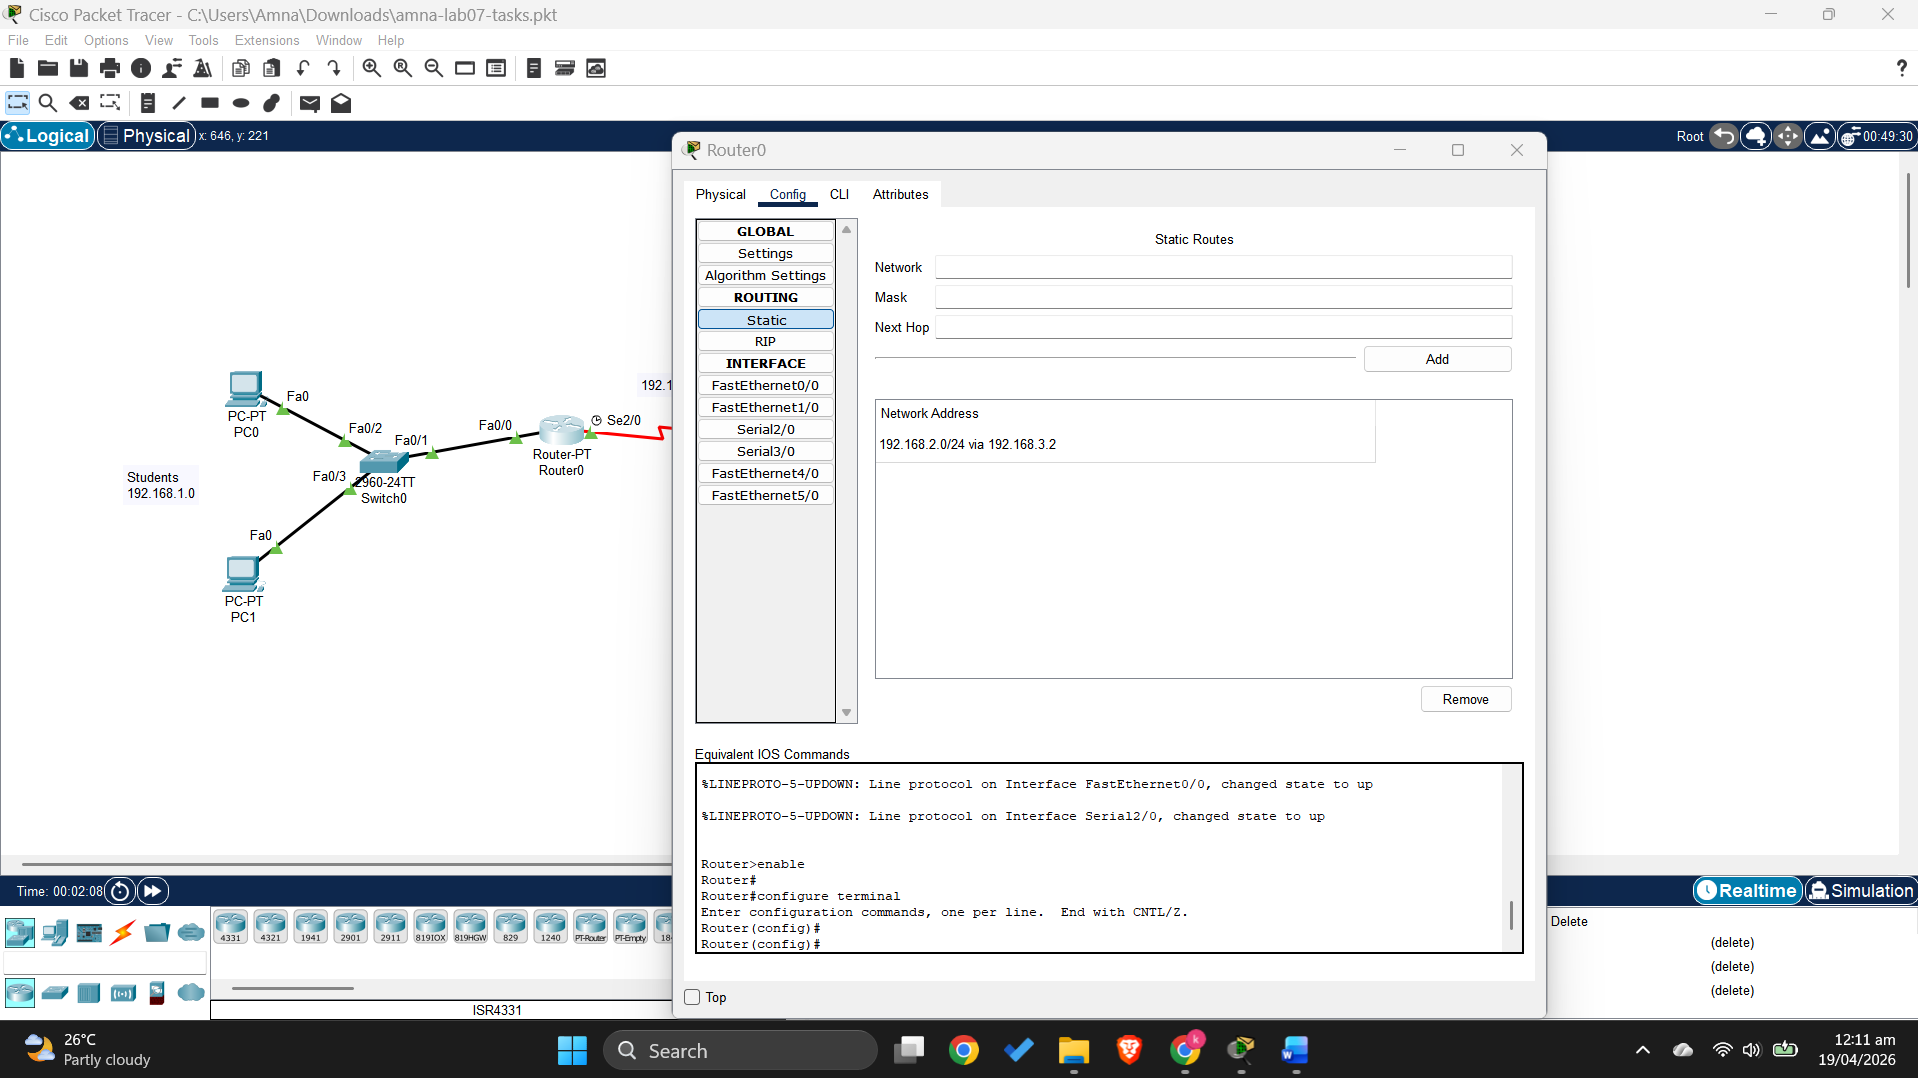 Cisco Packet Tracer - C:\Users\Amna\Downloads\amna-lab07-tasks.pkt
File Edit Options View Tools Extensions Window Help
?
Logical Physical x: 646, y: 221
Root 00:49:30
Router0
Physical Config CLI Attributes
GLOBAL
Settings
Algorithm Settings
ROUTING
Static
RIP
INTERFACE
FastEthernet0/0
FastEthernet1/0
Serial2/0
Serial3/0
FastEthernet4/0
FastEthernet5/0
Static Routes
Network
Mask
Next Hop
Add
Network Address
192.168.2.0/24 via 192.168.3.2
Remove
Equivalent IOS Commands
%LINEPROTO-5-UPDOWN: Line protocol on Interface FastEthernet0/0, changed state to up
%LINEPROTO-5-UPDOWN: Line protocol on Interface Serial2/0, changed state to up
Router>enable
Router#
Router#configure terminal
Enter configuration commands, one per line. End with CNTL/Z.
Router(config)#
Router(config)#
Top
192.1
Fa0
PC-PT
PC0
Fa0/2
Fa0/1
Fa0/0
Se2/0
Router-PT
Router0
Students
192.168.1.0
Fa0/3
2960-24TT
Switch0
Fa0
PC-PT
PC1
Time: 00:02:08
Realtime Simulation
4331 4321 1941 2901 2911 819IOX 819HGW 829 1240 PT-Router PT-Empty 18
ISR4331
Delete
(delete)
(delete)
(delete)
26°C
Partly cloudy
Search
k
W
12:11 am
19/04/2026